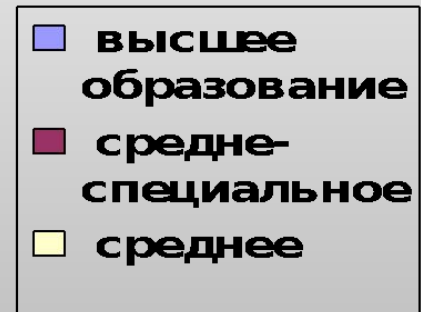 высшее
образование
средне-
специальное
среднее